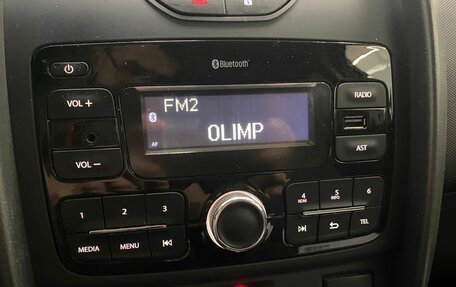 Bluetooth
FM2
OLIMP
AF
VOL +
VOL −
RADIO
AST
1 2 3
4 RDM 5 INFO 6
MEDIA MENU
TEL